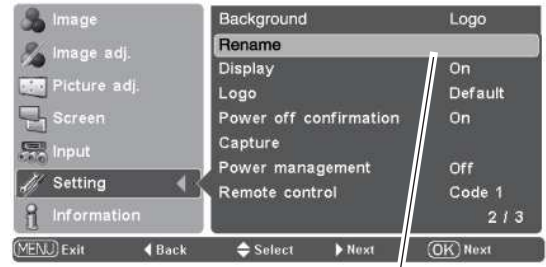 Image
Image adj.
Picture adj.
Screen
Input
Setting
Information
Background Logo
Rename
Display On
Logo Default
Power off confirmation On
Capture
Power management Off
Remote control Code 1
2 / 3
MENU Exit Back Select Next OK Next